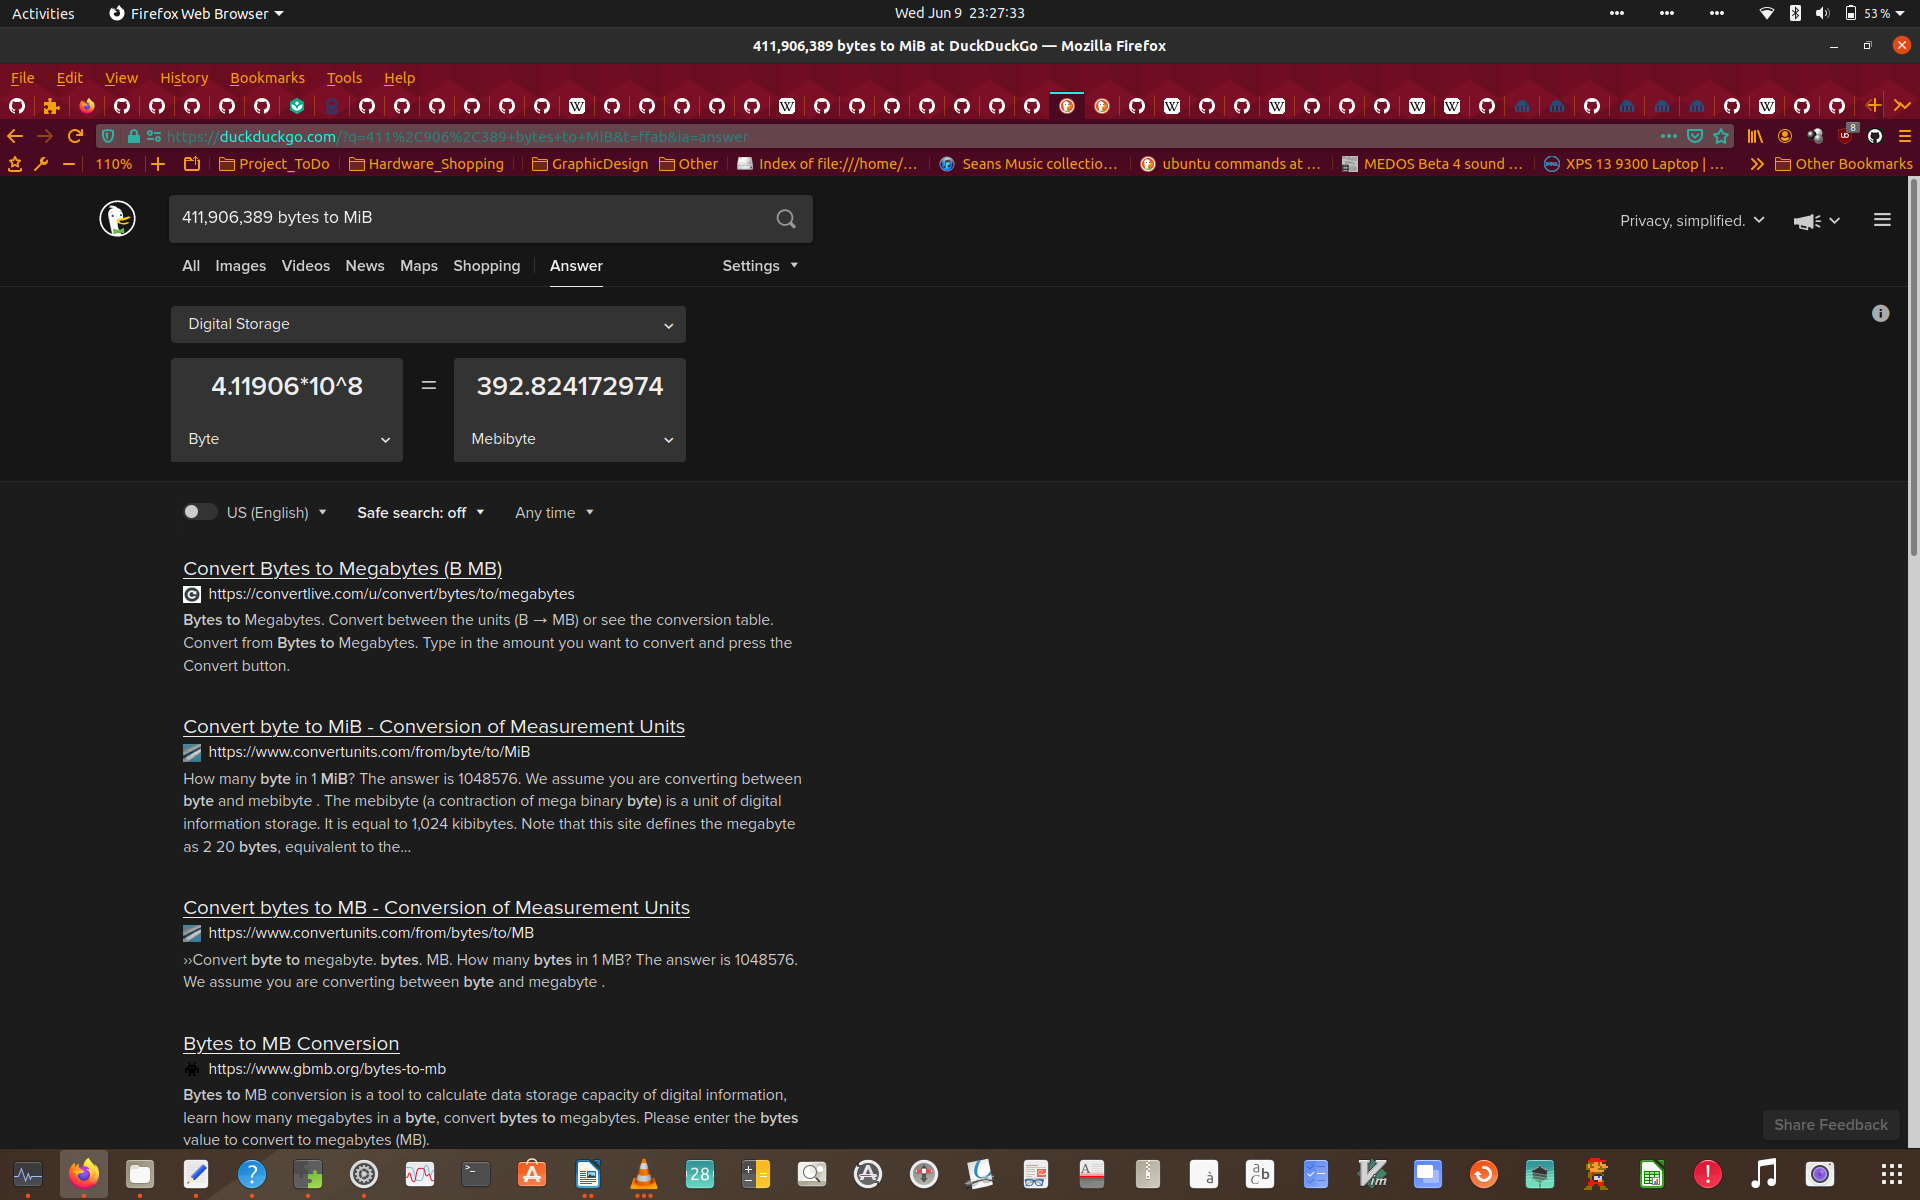 Activities
Firefox Web Browser
Wed Jun 9 23:27:33
53 %
411,906,389 bytes to MiB at DuckDuckGo — Mozilla Firefox
File Edit View History Bookmarks Tools Help
https://duckduckgo.com/?q=411%2C906%2C389+bytes+to+MiB&t=ffab&ia=answer
8
110% Project_ToDo Hardware_Shopping GraphicDesign Other Index of file:///home/... Seans Music collectio... ubuntu commands at ... MEDOS Beta 4 sound ... XPS 13 9300 Laptop | ... Other Bookmarks
411,906,389 bytes to MiB
Privacy, simplified.
All Images Videos News Maps Shopping Answer Settings
Digital Storage
4.11906*10^8 = 392.824172974
Byte Mebibyte
US (English) Safe search: off Any time
Convert Bytes to Megabytes (B MB)
https://convertlive.com/u/convert/bytes/to/megabytes
Bytes to Megabytes. Convert between the units (B → MB) or see the conversion table.
Convert from Bytes to Megabytes. Type in the amount you want to convert and press the
Convert button.
Convert byte to MiB - Conversion of Measurement Units
https://www.convertunits.com/from/byte/to/MiB
How many byte in 1 MiB? The answer is 1048576. We assume you are converting between
byte and mebibyte . The mebibyte (a contraction of mega binary byte) is a unit of digital
information storage. It is equal to 1,024 kibibytes. Note that this site defines the megabyte
as 2 20 bytes, equivalent to the...
Convert bytes to MB - Conversion of Measurement Units
https://www.convertunits.com/from/bytes/to/MB
››Convert byte to megabyte. bytes. MB. How many bytes in 1 MB? The answer is 1048576.
We assume you are converting between byte and megabyte .
Bytes to MB Conversion
https://www.gbmb.org/bytes-to-mb
Bytes to MB conversion is a tool to calculate data storage capacity of digital information,
learn how many megabytes in a byte, convert bytes to megabytes. Please enter the bytes
value to convert to megabytes (MB).
Share Feedback
28